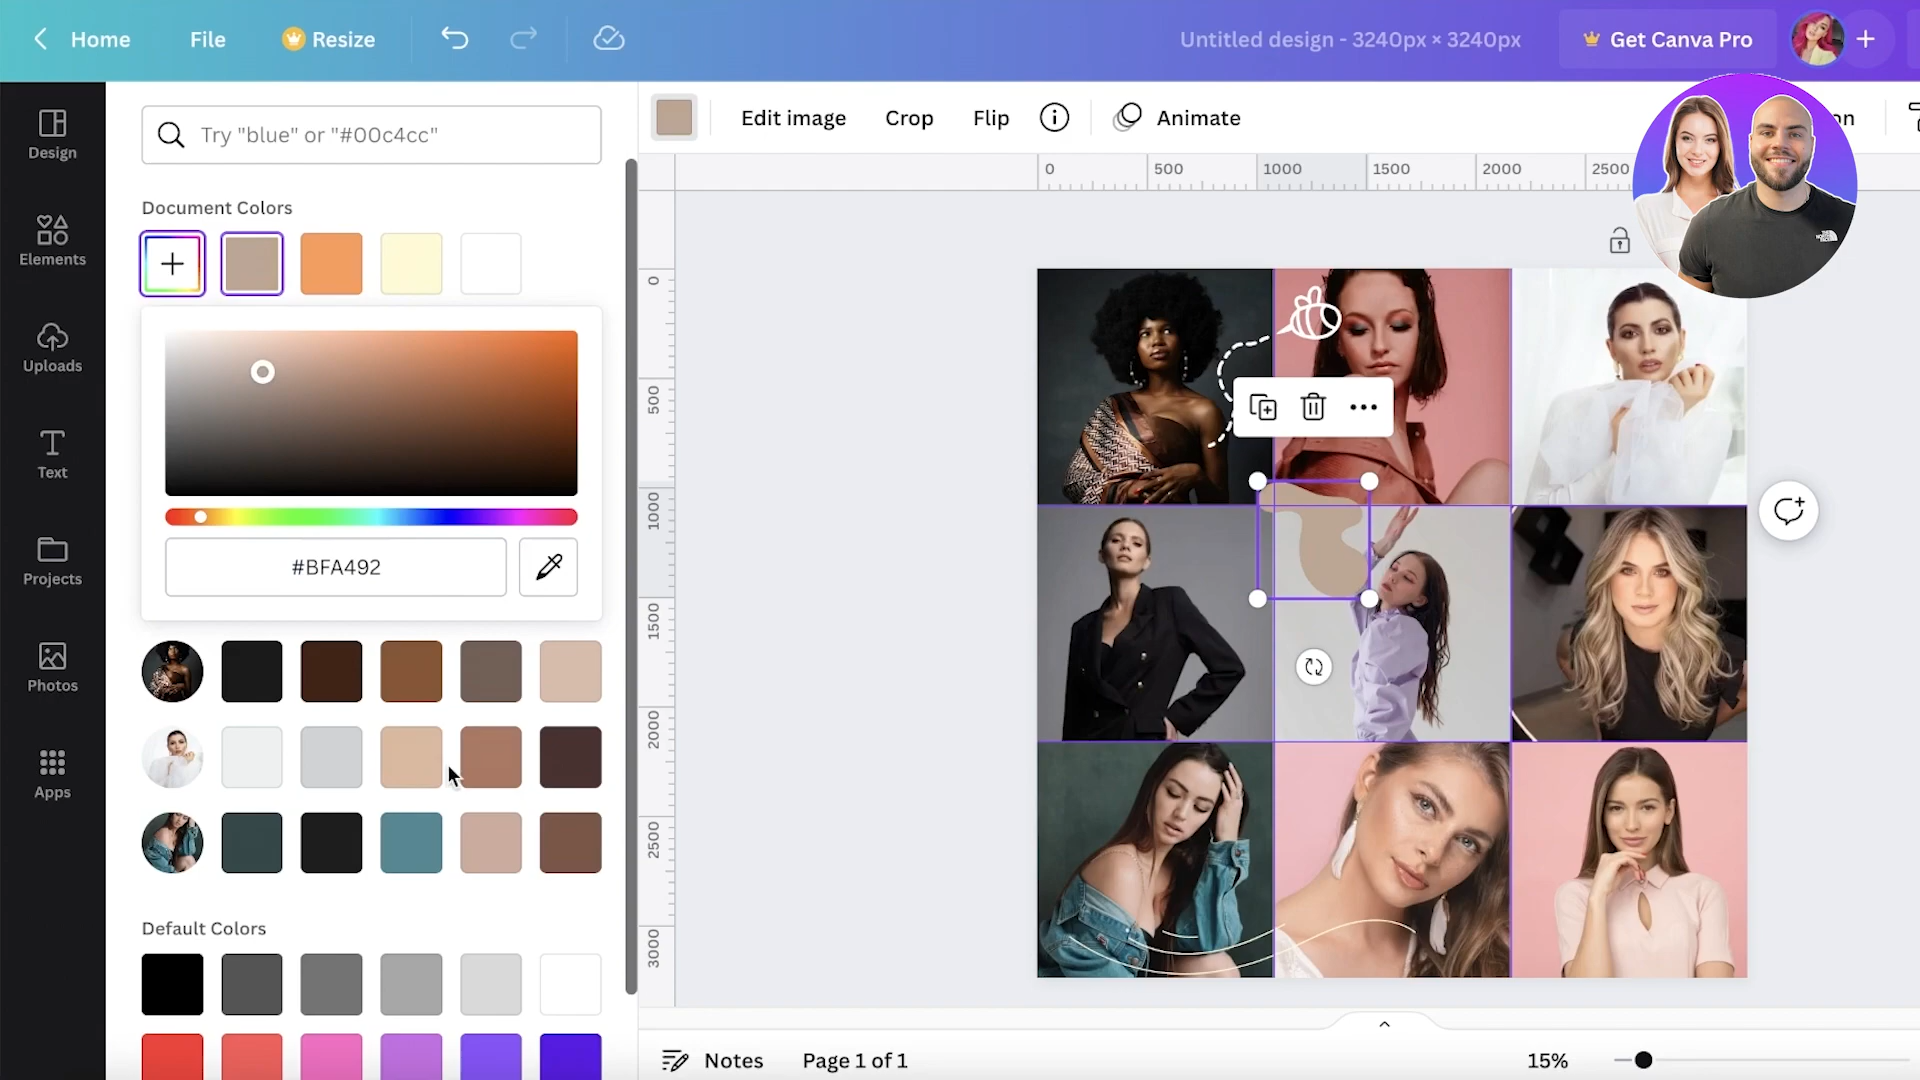 Home File Resize Untitled design - 3240px × 3240px Get Canva Pro
Design
Elements
Uploads
Text
Projects
Photos
Apps
Try "blue" or "#00c4cc"
Document Colors
#BFA492
Default Colors
Edit image Crop Flip Animate on
0 500 1000 1500 2000 2500
0
500
1000
1500
2000
2500
3000
Notes Page 1 of 1 15%